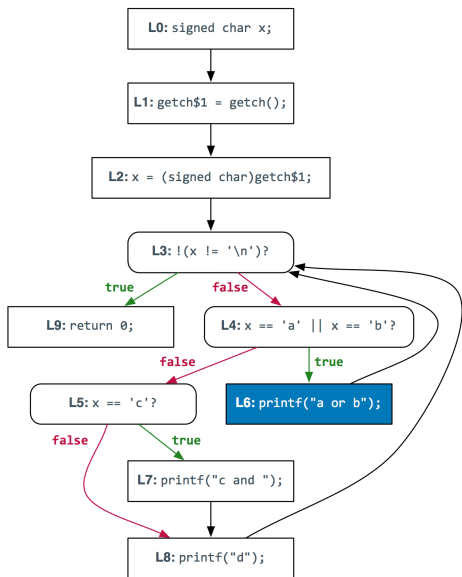 L0: signed char x;
L1: getch$1 = getch();
L2: x = (signed char)getch$1;
L3: !(x != '\n')?
true
false
L9: return 0;
L4: x == 'a' || x == 'b'?
false
true
L5: x == 'c'?
L6: printf("a or b");
false
true
L7: printf("c and ");
L8: printf("d");